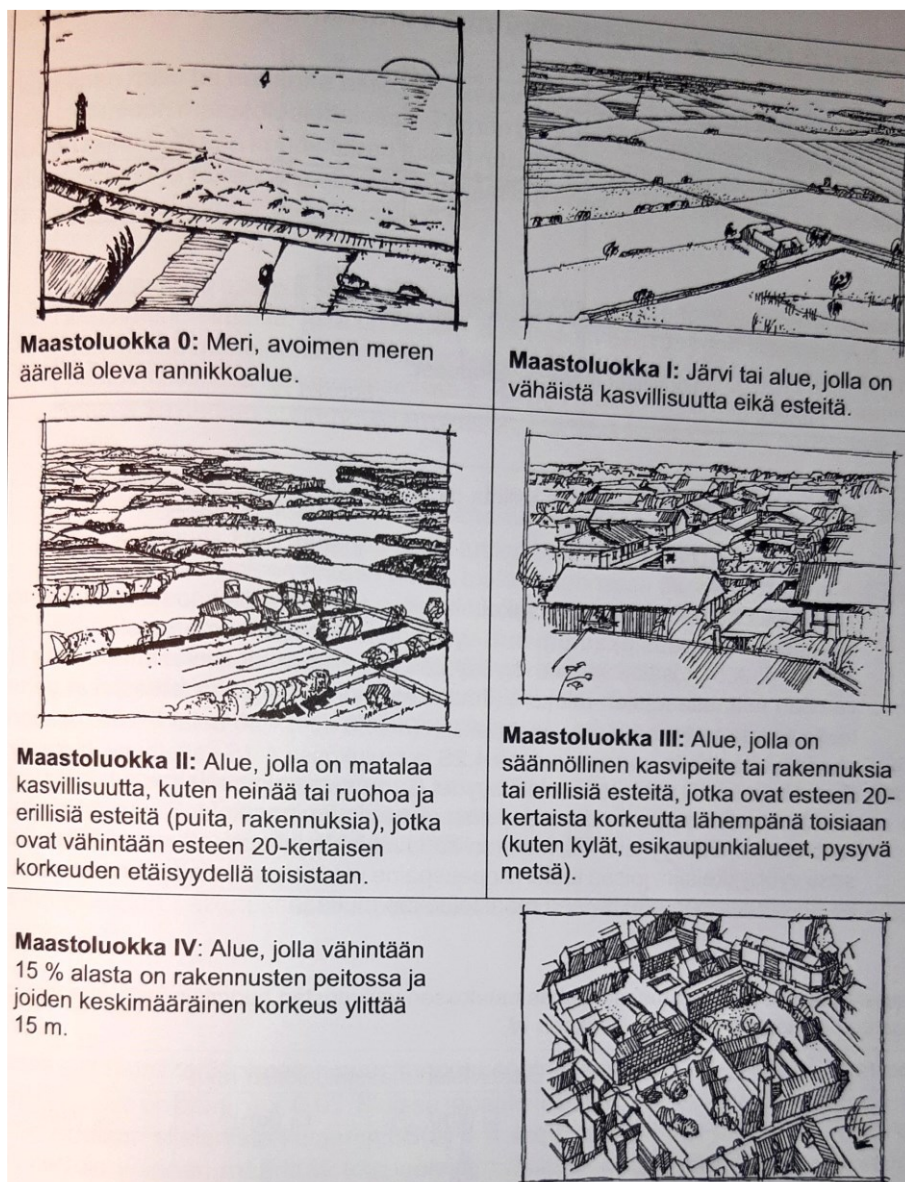 Maastoluokka 0: Meri, avoimen meren
äärellä oleva rannikkoalue.
Maastoluokka I: Järvi tai alue, jolla on
vähäistä kasvillisuutta eikä esteitä.
Maastoluokka II: Alue, jolla on matalaa
kasvillisuutta, kuten heinää tai ruohoa ja
erillisiä esteitä (puita, rakennuksia), jotka
ovat vähintään esteen 20-kertaisen
korkeuden etäisyydellä toisistaan.
Maastoluokka III: Alue, jolla on
säännöllinen kasvipeite tai rakennuksia
tai erillisiä esteitä, jotka ovat esteen 20-
kertaista korkeutta lähempänä toisiaan
(kuten kylät, esikaupunkialueet, pysyvä
metsä).
Maastoluokka IV: Alue, jolla vähintään
15 % alasta on rakennusten peitossa ja
joiden keskimääräinen korkeus ylittää
15 m.